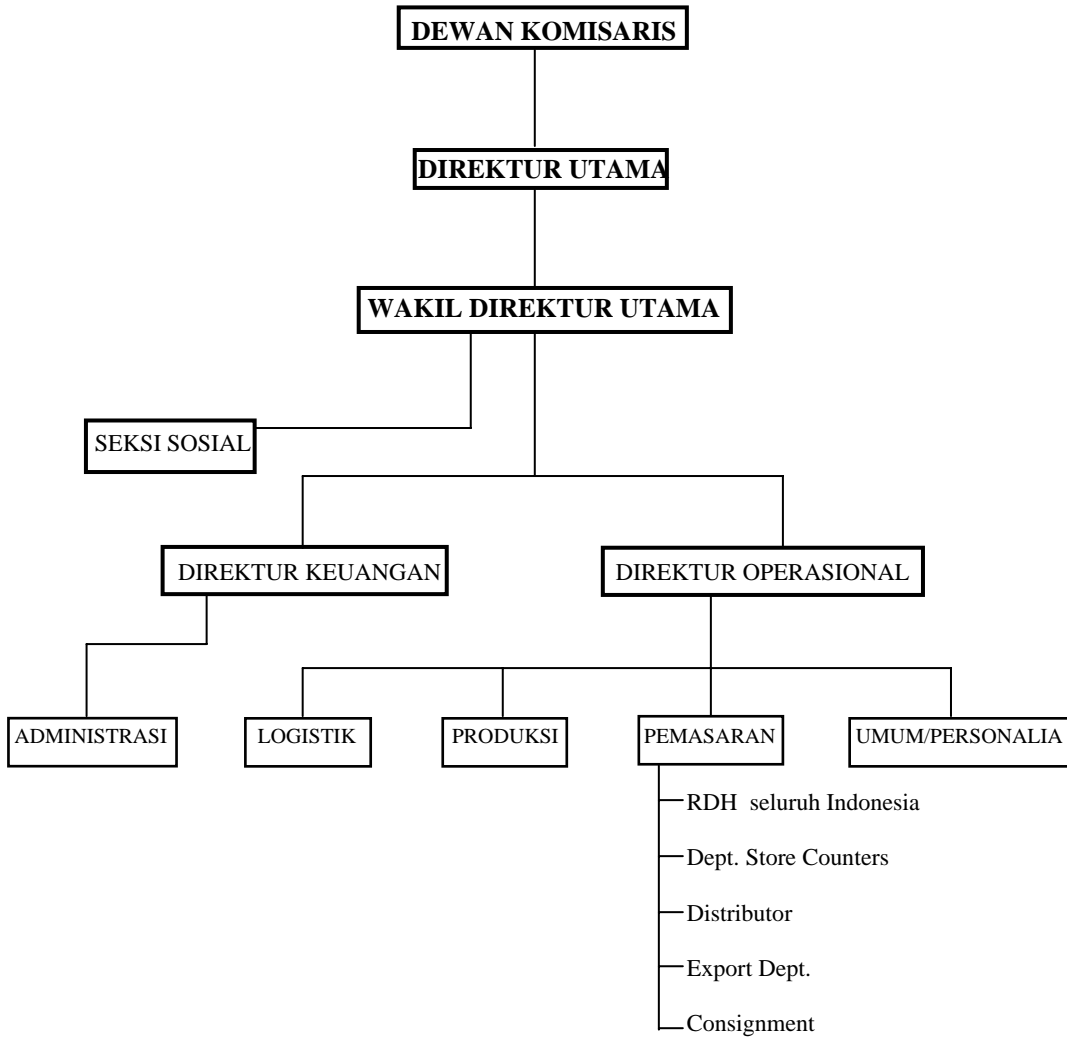 DEWAN KOMISARIS
DIREKTUR UTAMA
WAKIL DIREKTUR UTAMA
SEKSI SOSIAL
DIREKTUR KEUANGAN
DIREKTUR OPERASIONAL
ADMINISTRASI
LOGISTIK
PRODUKSI
PEMASARAN
UMUM/PERSONALIA
RDH seluruh Indonesia
Dept. Store Counters
Distributor
Export Dept.
Consignment